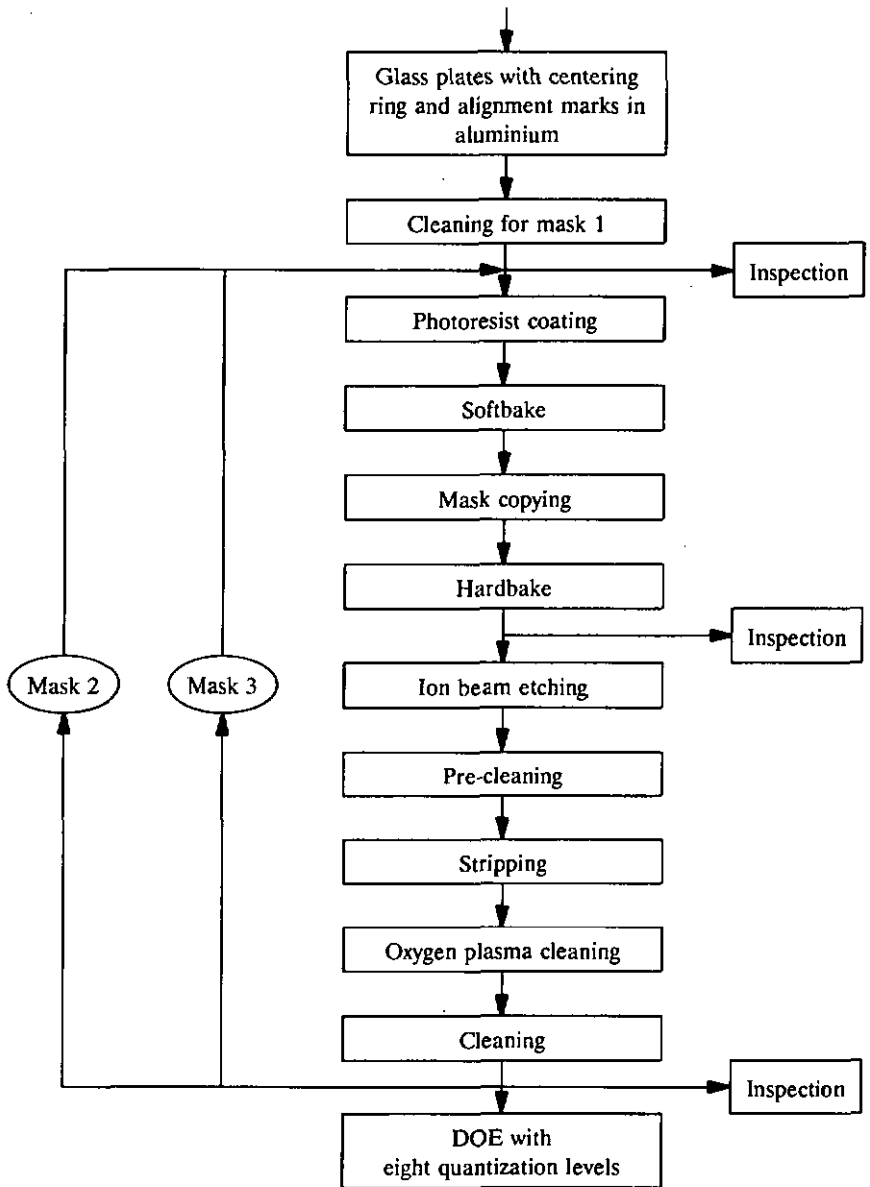 Glass plates with centering
ring and alignment marks in
aluminium
Cleaning for mask 1
Inspection
Photoresist coating
Softbake
Mask copying
Hardbake
Inspection
Mask 2
Mask 3
Ion beam etching
Pre-cleaning
Stripping
Oxygen plasma cleaning
Cleaning
Inspection
DOE with
eight quantization levels